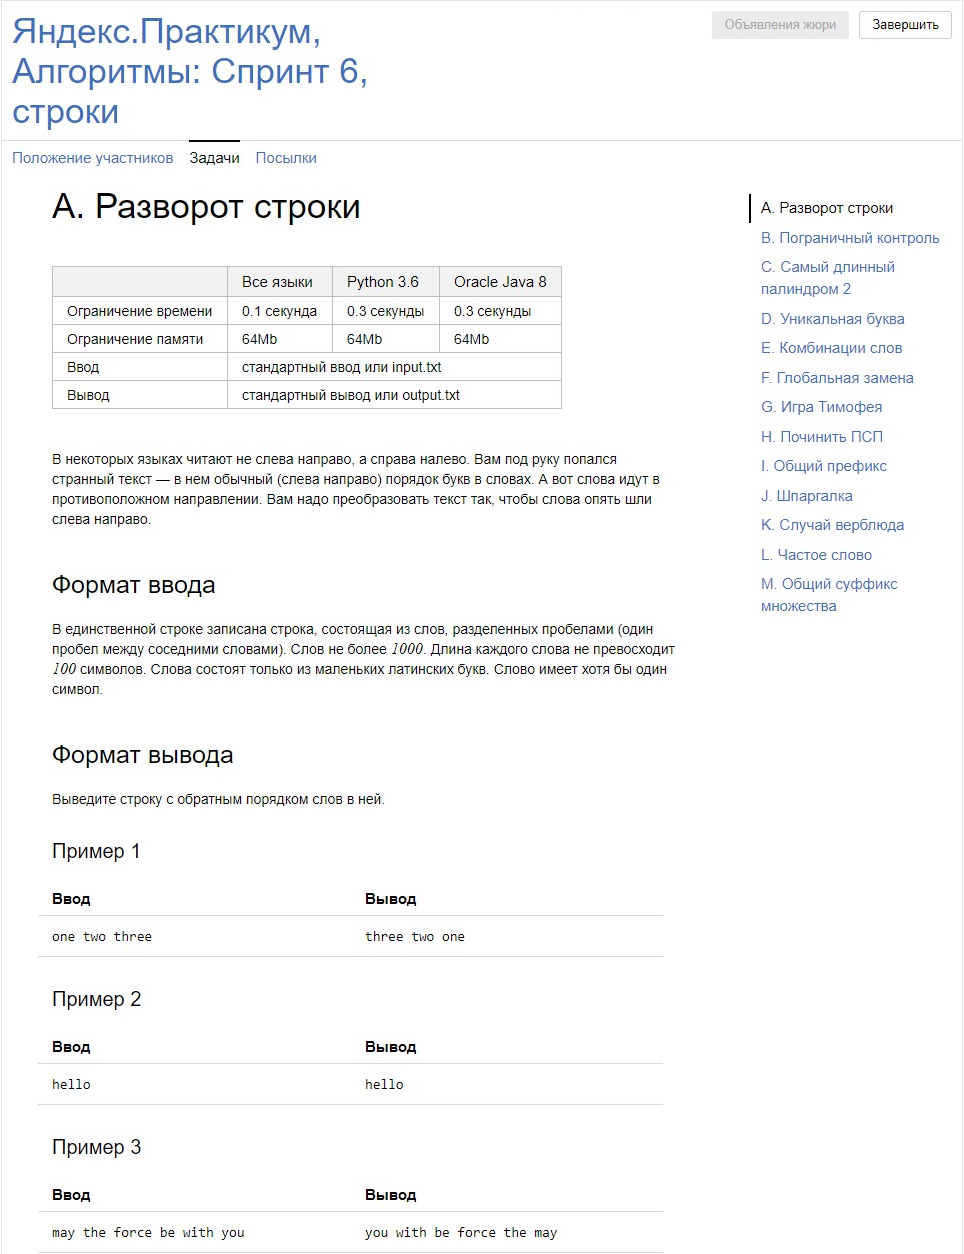 Яндекс.Практикум,
Алгоритмы: Спринт 6,
строки
Объявления жюри
Завершить
Положение участников Задачи Посылки
A. Разворот строки
Все языки Python 3.6 Oracle Java 8
Ограничение времени 0.1 секунда 0.3 секунды 0.3 секунды
Ограничение памяти 64Mb 64Mb 64Mb
Ввод стандартный ввод или input.txt
Вывод стандартный вывод или output.txt
В некоторых языках читают не слева направо, а справа налево. Вам под руку попался
странный текст — в нем обычный (слева направо) порядок букв в словах. А вот слова идут в
противоположном направлении. Вам надо преобразовать текст так, чтобы слова опять шли
слева направо.
Формат ввода
В единственной строке записана строка, состоящая из слов, разделенных пробелами (один
пробел между соседними словами). Слов не более 1000. Длина каждого слова не превосходит
100 символов. Слова состоят только из маленьких латинских букв. Слово имеет хотя бы один
символ.
Формат вывода
Выведите строку с обратным порядком слов в ней.
Пример 1
Ввод Вывод
one two three three two one
Пример 2
Ввод Вывод
hello hello
Пример 3
Ввод Вывод
may the force be with you you with be force the may
A. Разворот строки
B. Пограничный контроль
C. Самый длинный
палиндром 2
D. Уникальная буква
E. Комбинации слов
F. Глобальная замена
G. Игра Тимофея
H. Починить ПСП
I. Общий префикс
J. Шпаргалка
K. Случай верблюда
L. Частое слово
M. Общий суффикс
множества